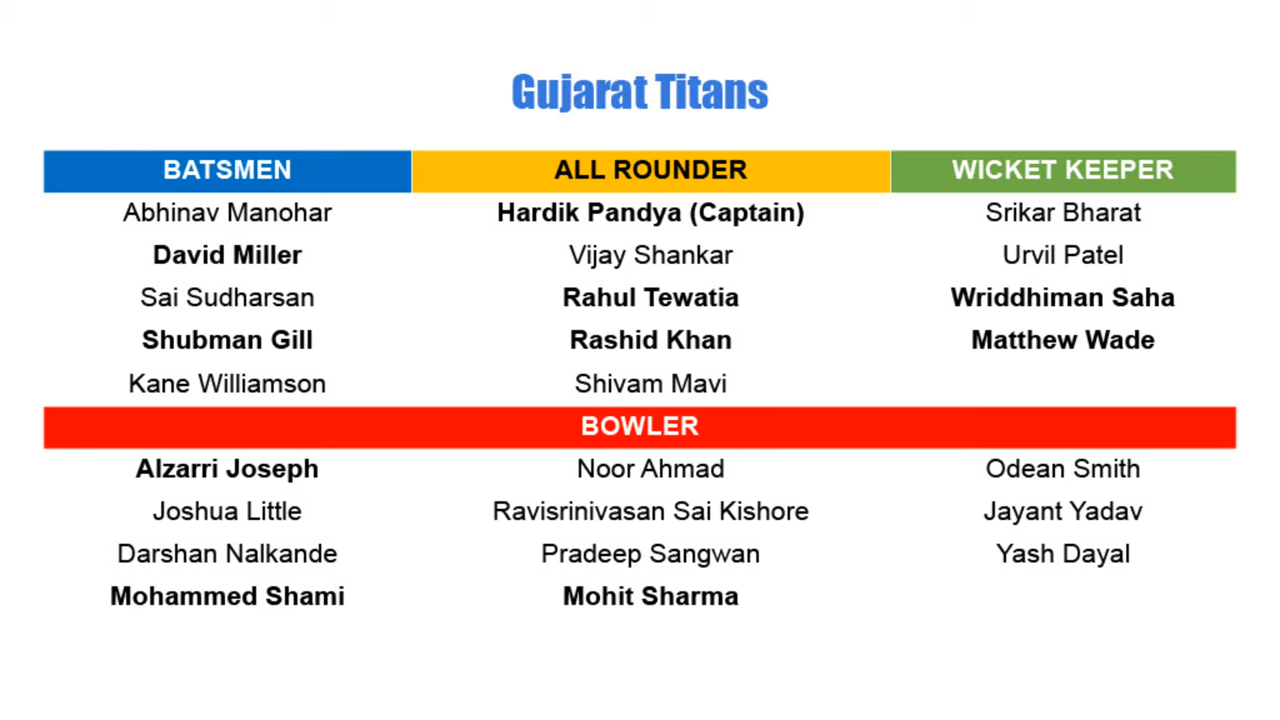 Gujarat Titans
BATSMEN ALL ROUNDER WICKET KEEPER
Abhinav Manohar Hardik Pandya (Captain) Srikar Bharat
David Miller Vijay Shankar Urvil Patel
Sai Sudharsan Rahul Tewatia Wriddhiman Saha
Shubman Gill Rashid Khan Matthew Wade
Kane Williamson Shivam Mavi
BOWLER
Alzarri Joseph Noor Ahmad Odean Smith
Joshua Little Ravisrinivasan Sai Kishore Jayant Yadav
Darshan Nalkande Pradeep Sangwan Yash Dayal
Mohammed Shami Mohit Sharma